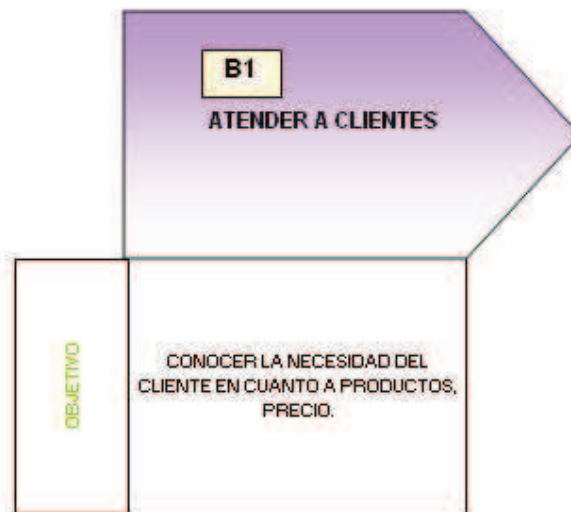 B1
ATENDER A CLIENTES
OBJETIVO
CONOCER LA NECESIDAD DEL
CLIENTE EN CUANTO A PRODUCTOS,
PRECIO.